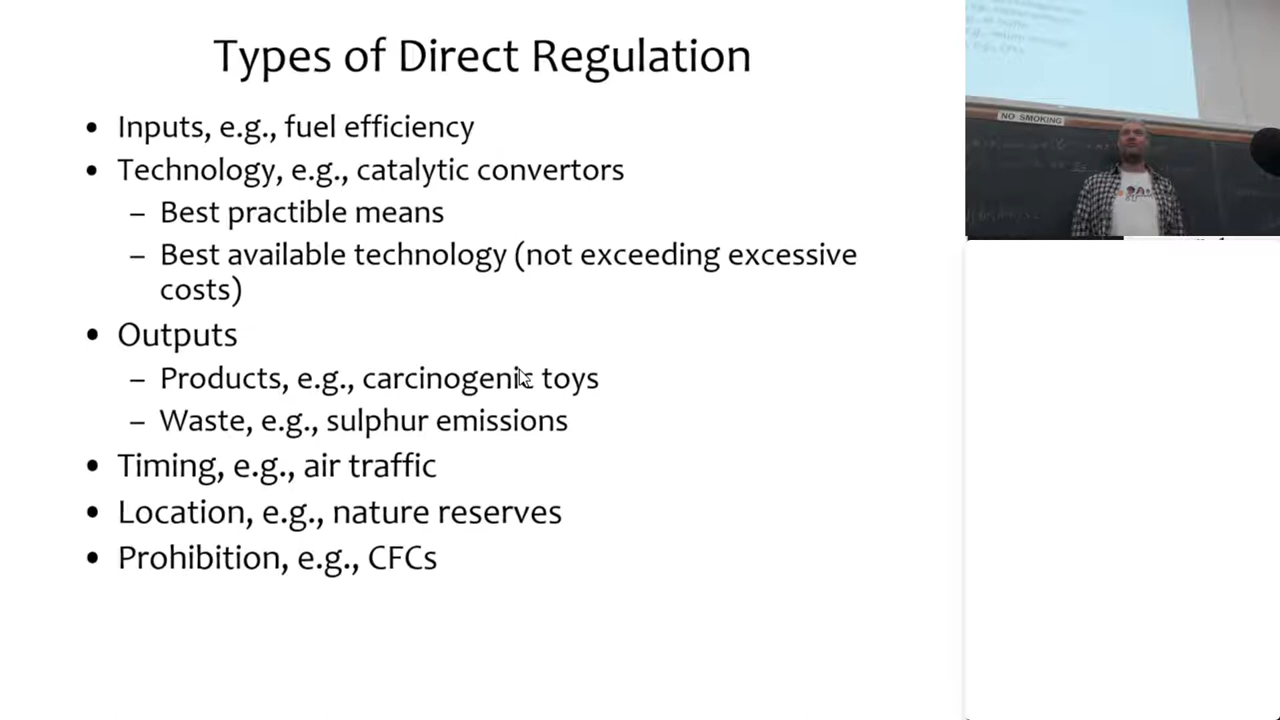 Types of Direct Regulation
• Inputs, e.g., fuel efficiency
• Technology, e.g., catalytic convertors
– Best practible means
– Best available technology (not exceeding excessive
costs)
• Outputs
– Products, e.g., carcinogenic toys
– Waste, e.g., sulphur emissions
• Timing, e.g., air traffic
• Location, e.g., nature reserves
• Prohibition, e.g., CFCs
NO SMOKING